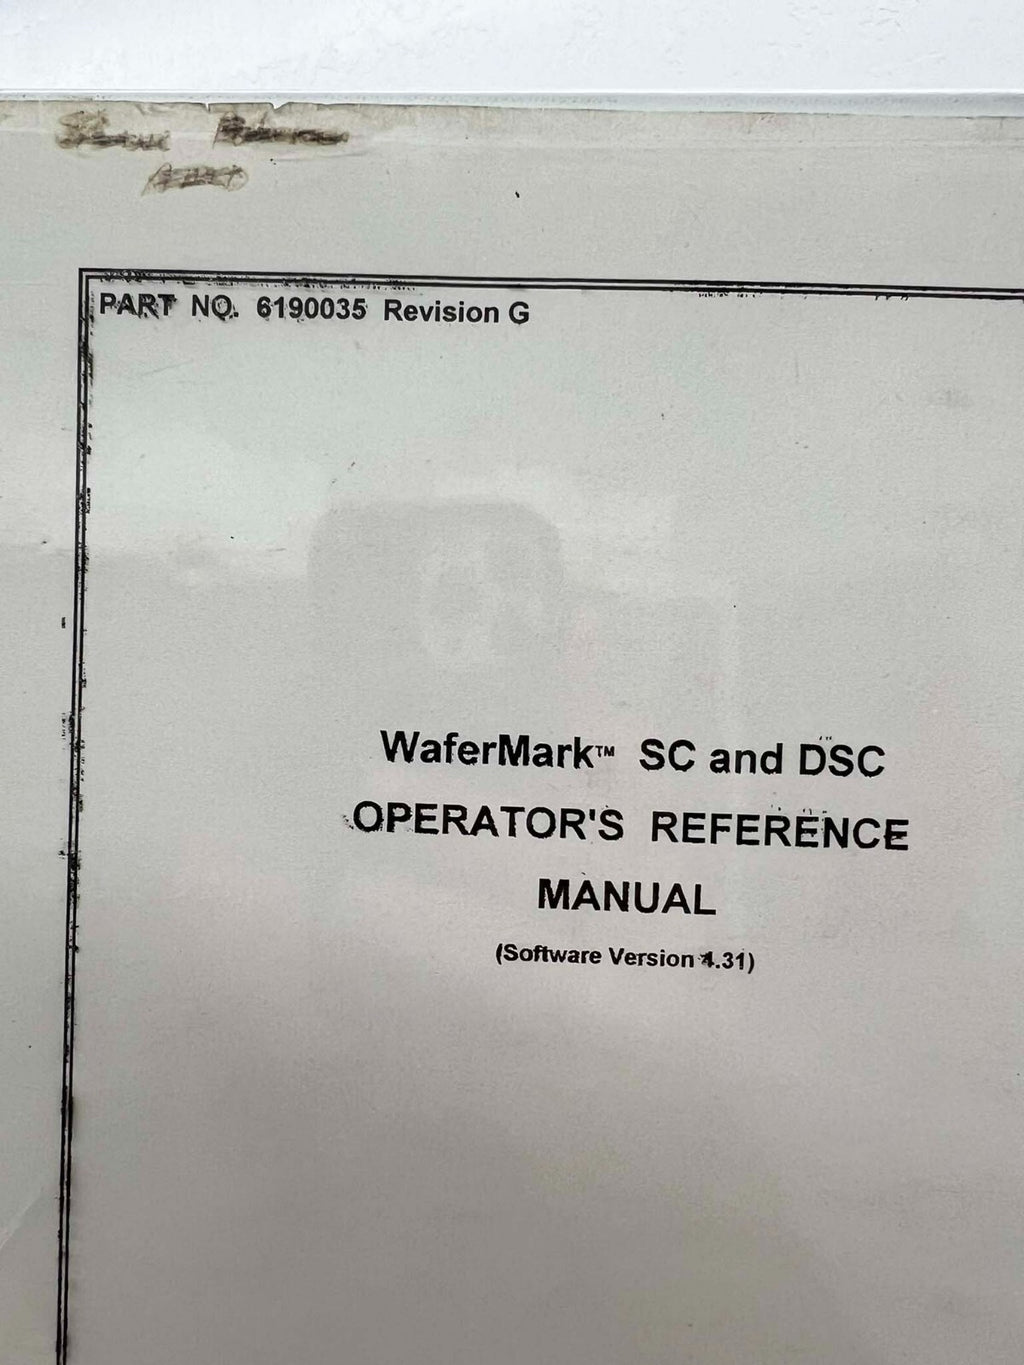 PART NO. 6190035 Revision G
WaferMark™ SC and DSC
OPERATOR'S REFERENCE
MANUAL
(Software Version 4.31)